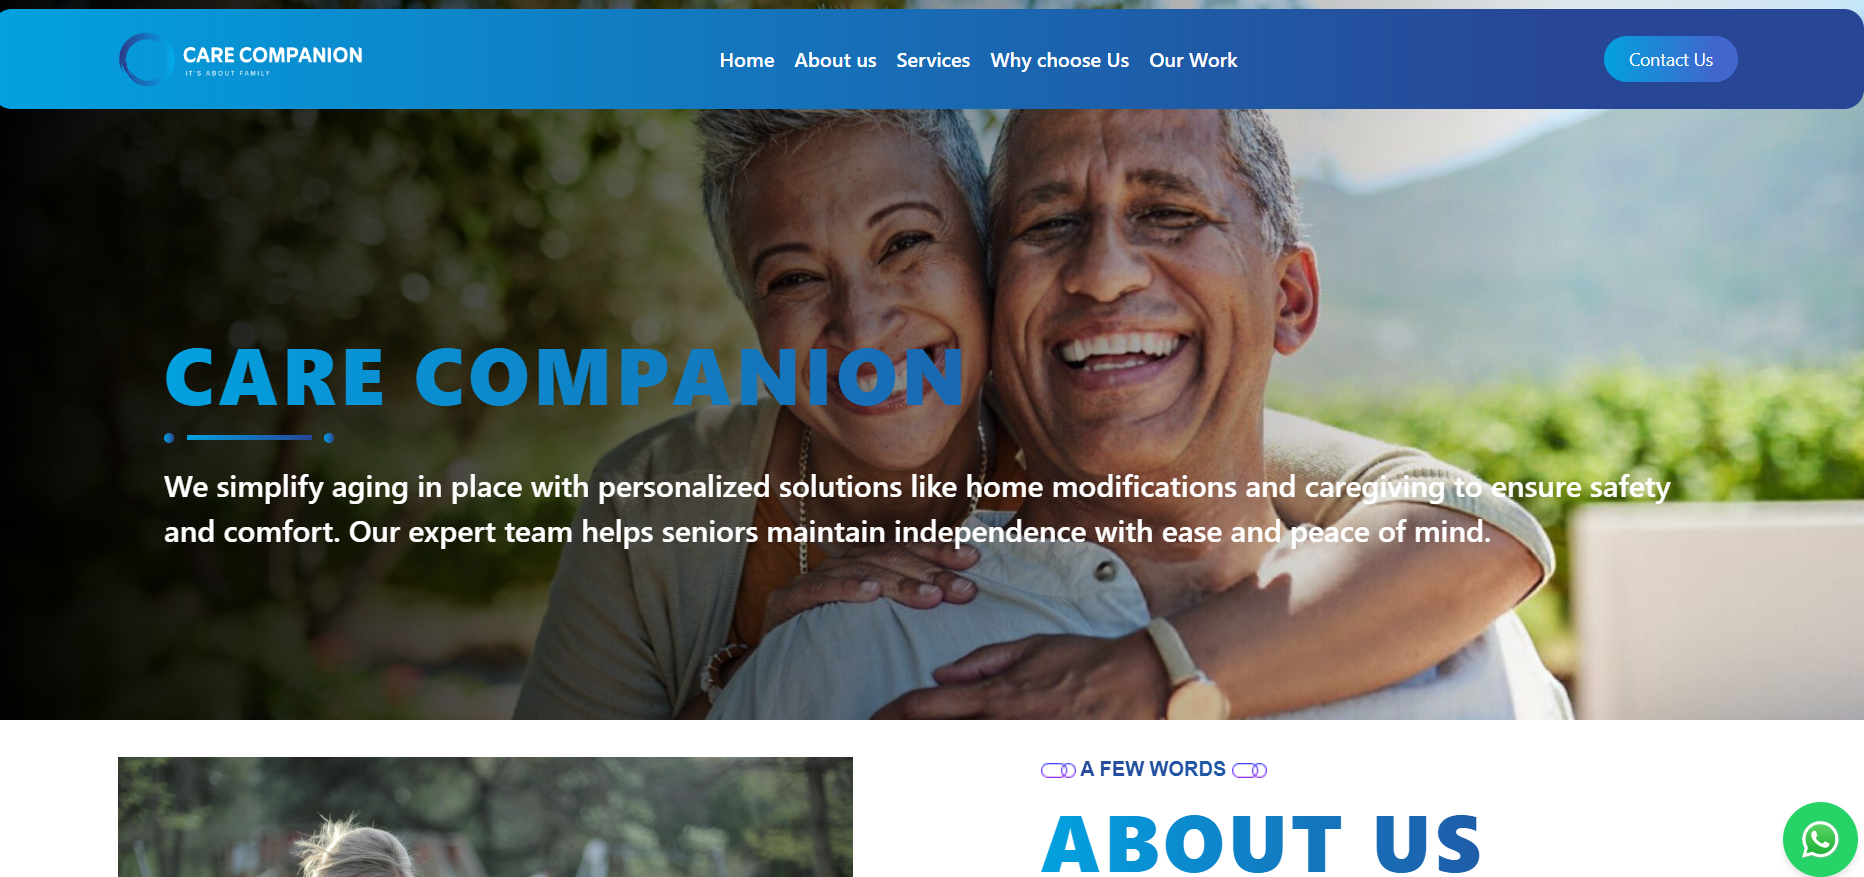 CARE COMPANION
IT'S ABOUT FAMILY
Home About us Services Why choose Us Our Work
Contact Us
CARE COMPANION
We simplify aging in place with personalized solutions like home modifications and caregiving to ensure safety
and comfort. Our expert team helps seniors maintain independence with ease and peace of mind.
A FEW WORDS
ABOUT US